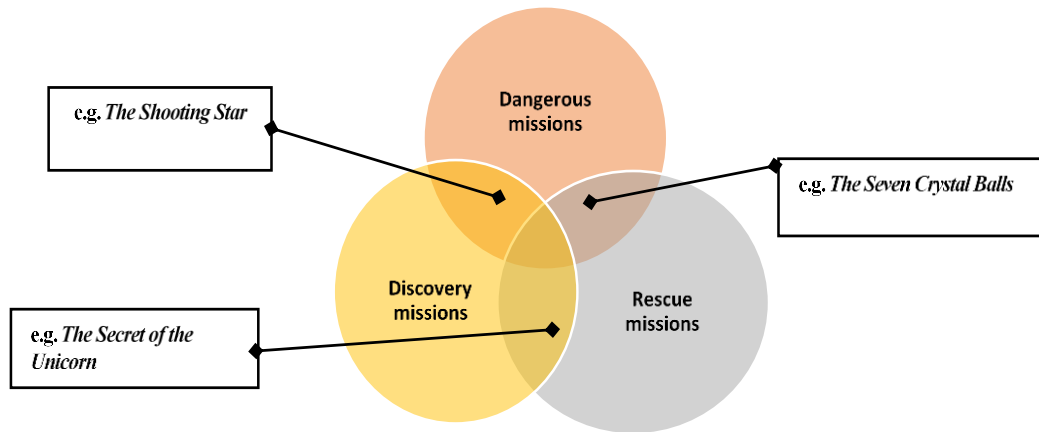 Dangerous
missions
e.g. The Shooting Star
e.g. The Seven Crystal Balls
Discovery
missions
Rescue
missions
e.g. The Secret of the
Unicorn